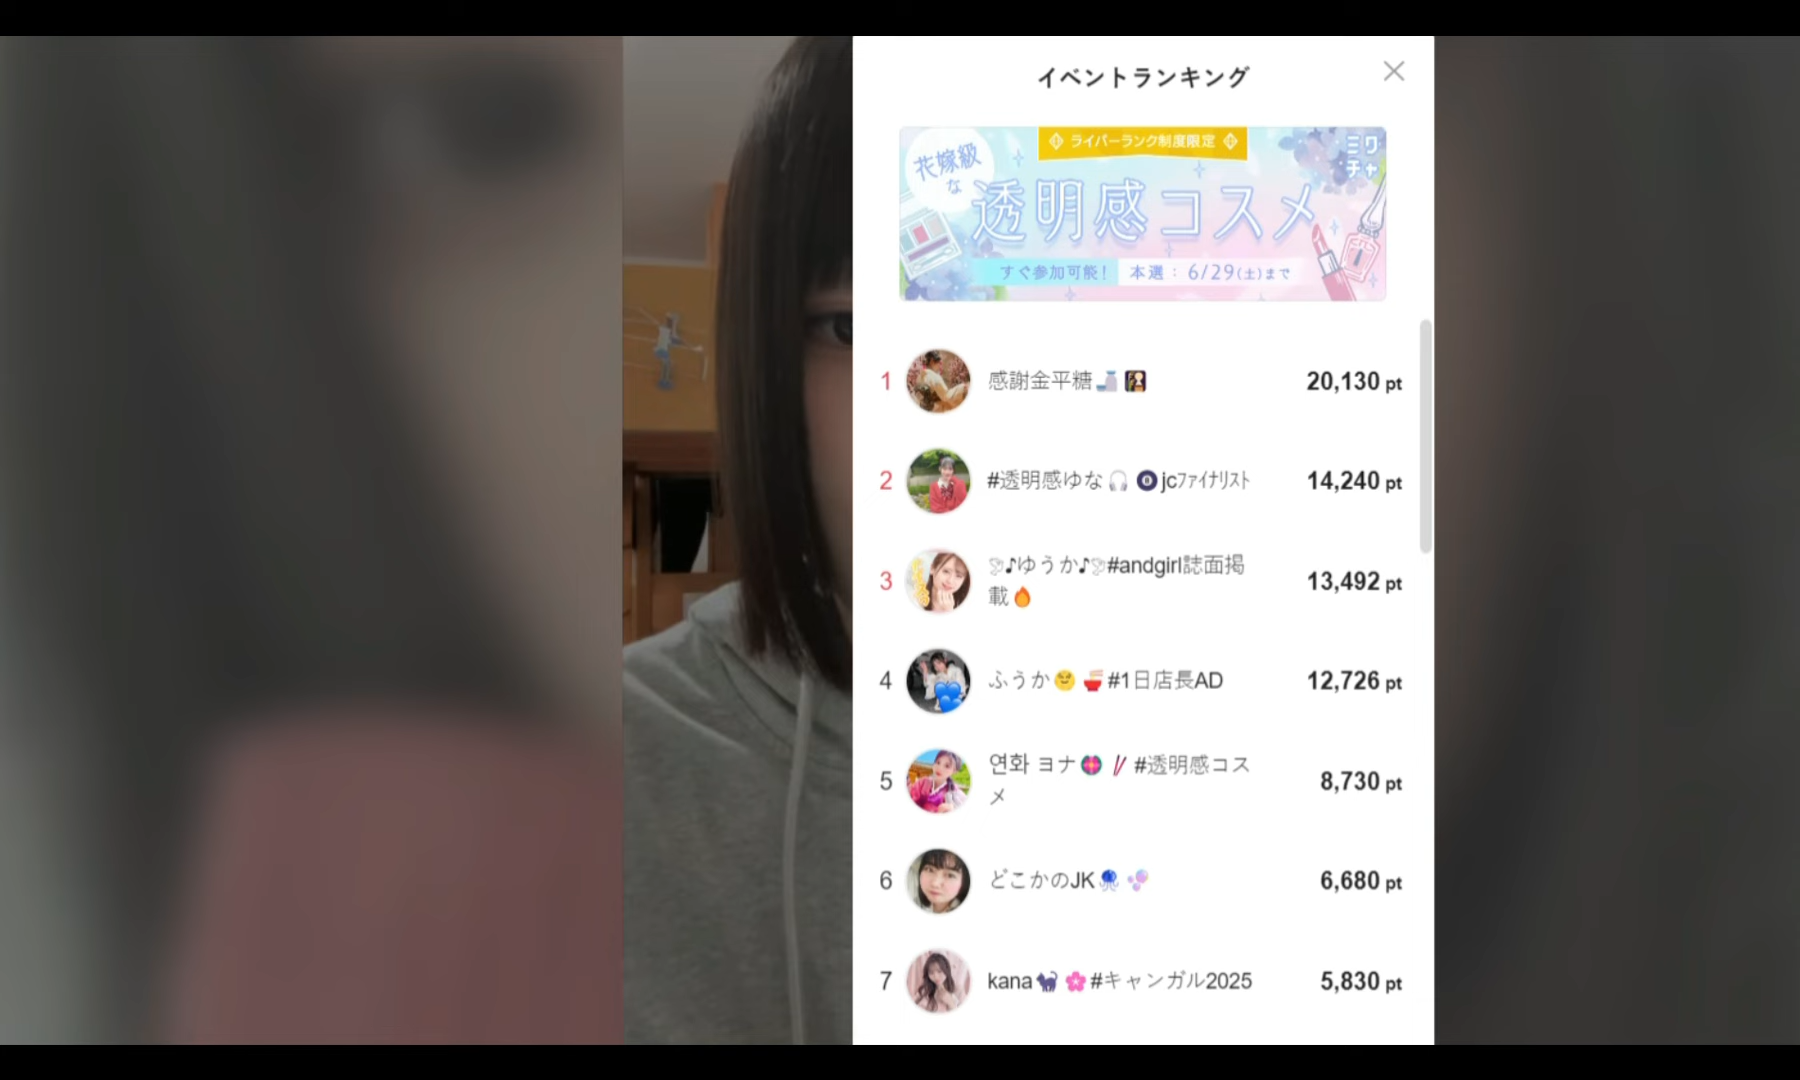 イベントランキング
ライバーランク制度限定
ミクチャ
花嫁級な
透明感コスメ
すぐ参加可能! 本選：6/29(土)まで
1 感謝金平糖🍶🎴 20,130 pt
2 #透明感ゆな🎧🎱jcファイナリスト 14,240 pt
3 🕊♪ゆうか♪🕊#andgirl誌面掲
載🔥 13,492 pt
4 ふうか🍜#1日店長AD 12,726 pt
5 연화 ヨナ🪭🥢#透明感コス
メ 8,730 pt
6 どこかのJK🪼🫧 6,680 pt
7 kana🐈‍⬛🌸#キャンガル2025 5,830 pt